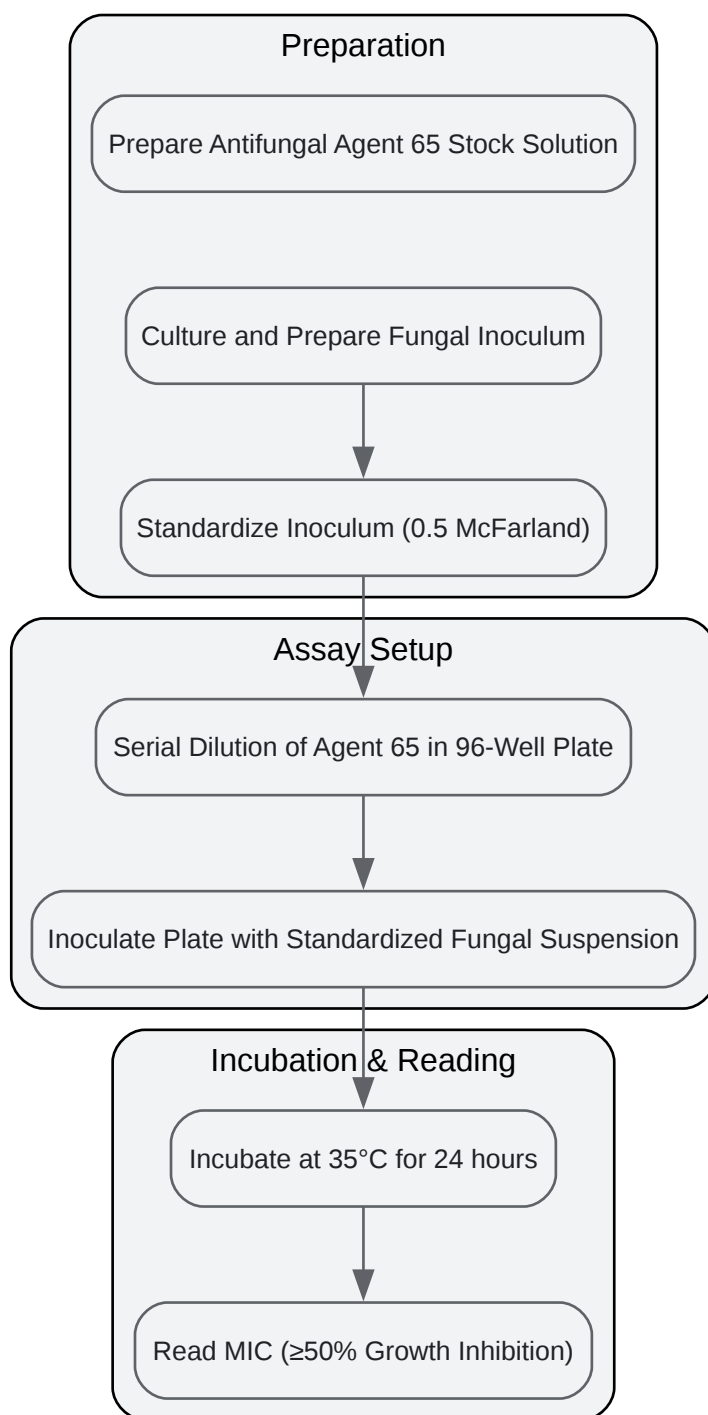 Preparation
Prepare Antifungal Agent 65 Stock Solution
Culture and Prepare Fungal Inoculum
Standardize Inoculum (0.5 McFarland)
Assay Setup
Serial Dilution of Agent 65 in 96-Well Plate
Inoculate Plate with Standardized Fungal Suspension
Incubation & Reading
Incubate at 35°C for 24 hours
Read MIC (≥50% Growth Inhibition)